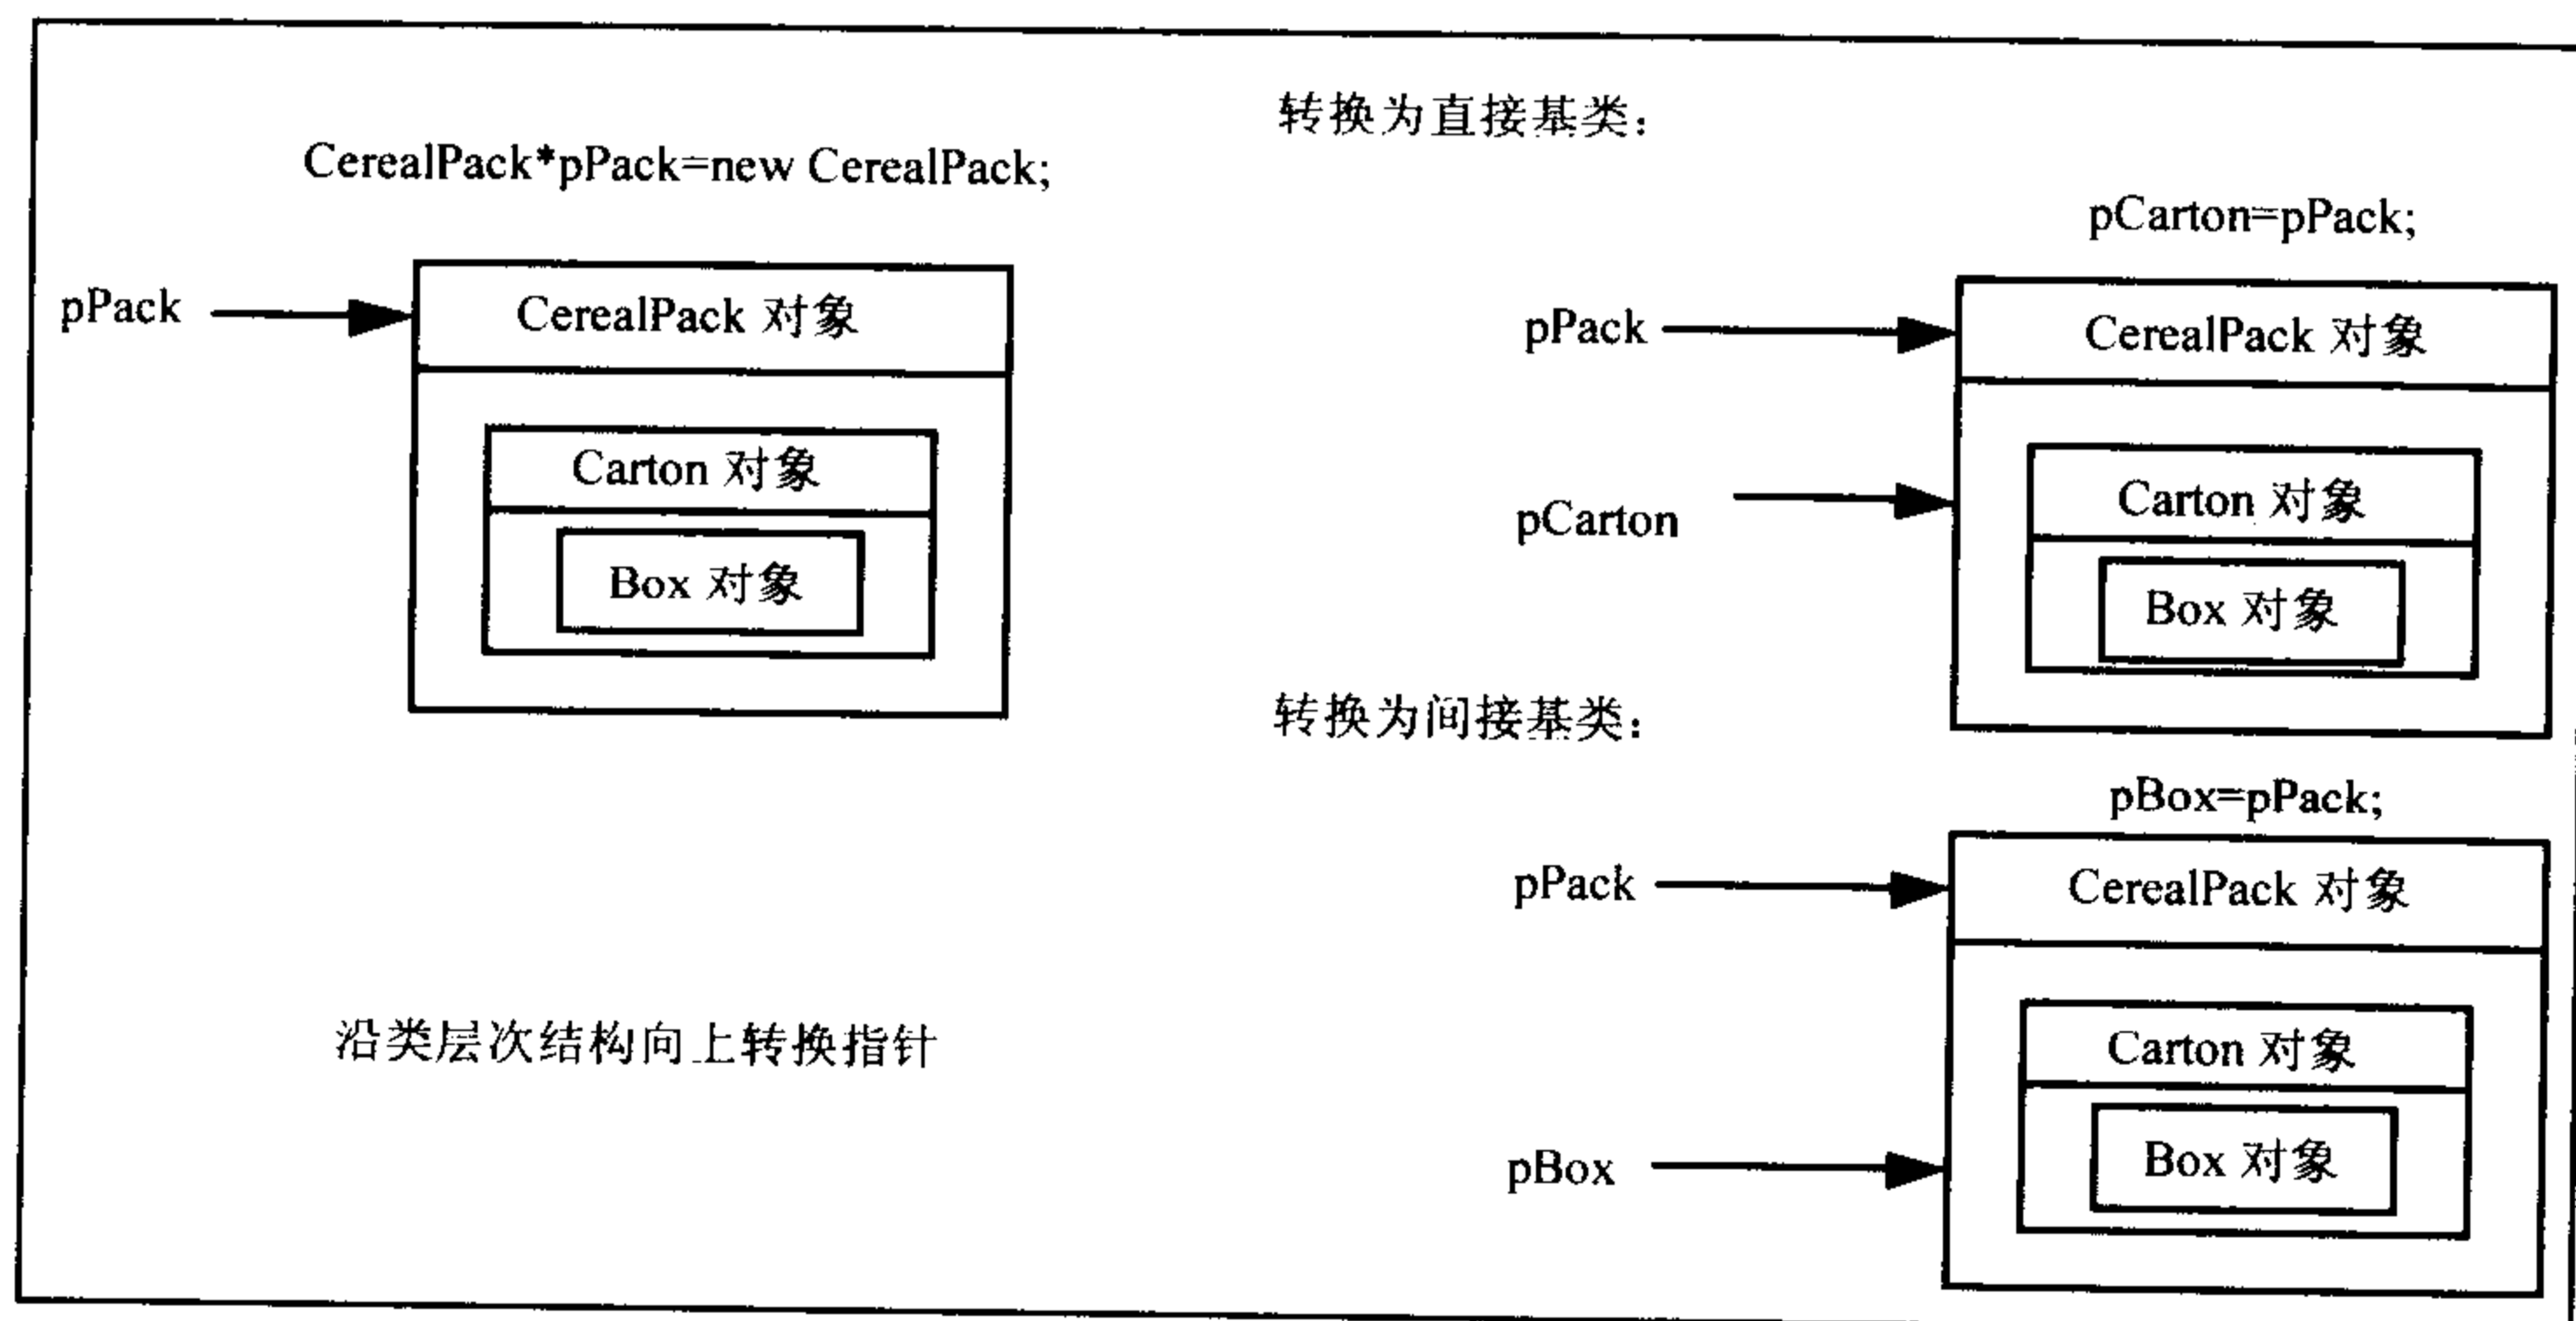 转换为直接基类：
CerealPack*pPack=new CerealPack;
pCarton=pPack;
pPack
CerealPack 对象
Carton 对象
Box 对象
pPack
CerealPack 对象
pCarton
Carton 对象
Box 对象
转换为间接基类：
pBox=pPack;
pPack
CerealPack 对象
沿类层次结构向上转换指针
Carton 对象
pBox
Box 对象